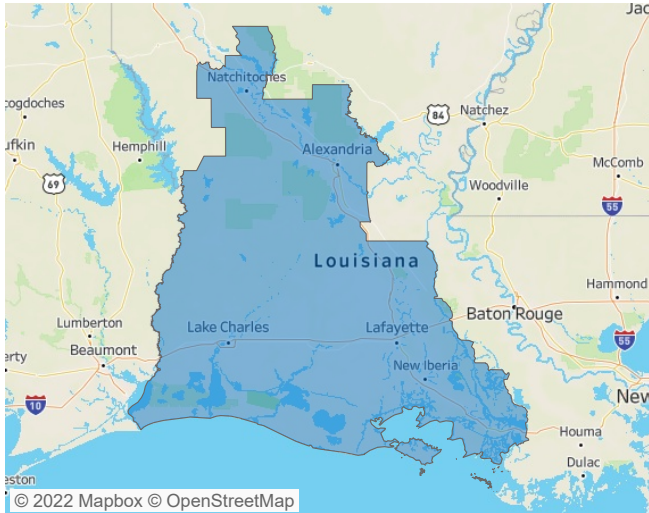 Jac
Natchitoches
cogdoches
84
Natchez
ufkin
Hemphill
Alexandria
McComb
69
Woodville
55
Louisiana
Hammond
Baton Rouge
Lumberton
Lake Charles
Lafayette
55
Beaumont
erty
New Iberia
10
New
Houma
Dulac
eston
© 2022 Mapbox © OpenStreetMap